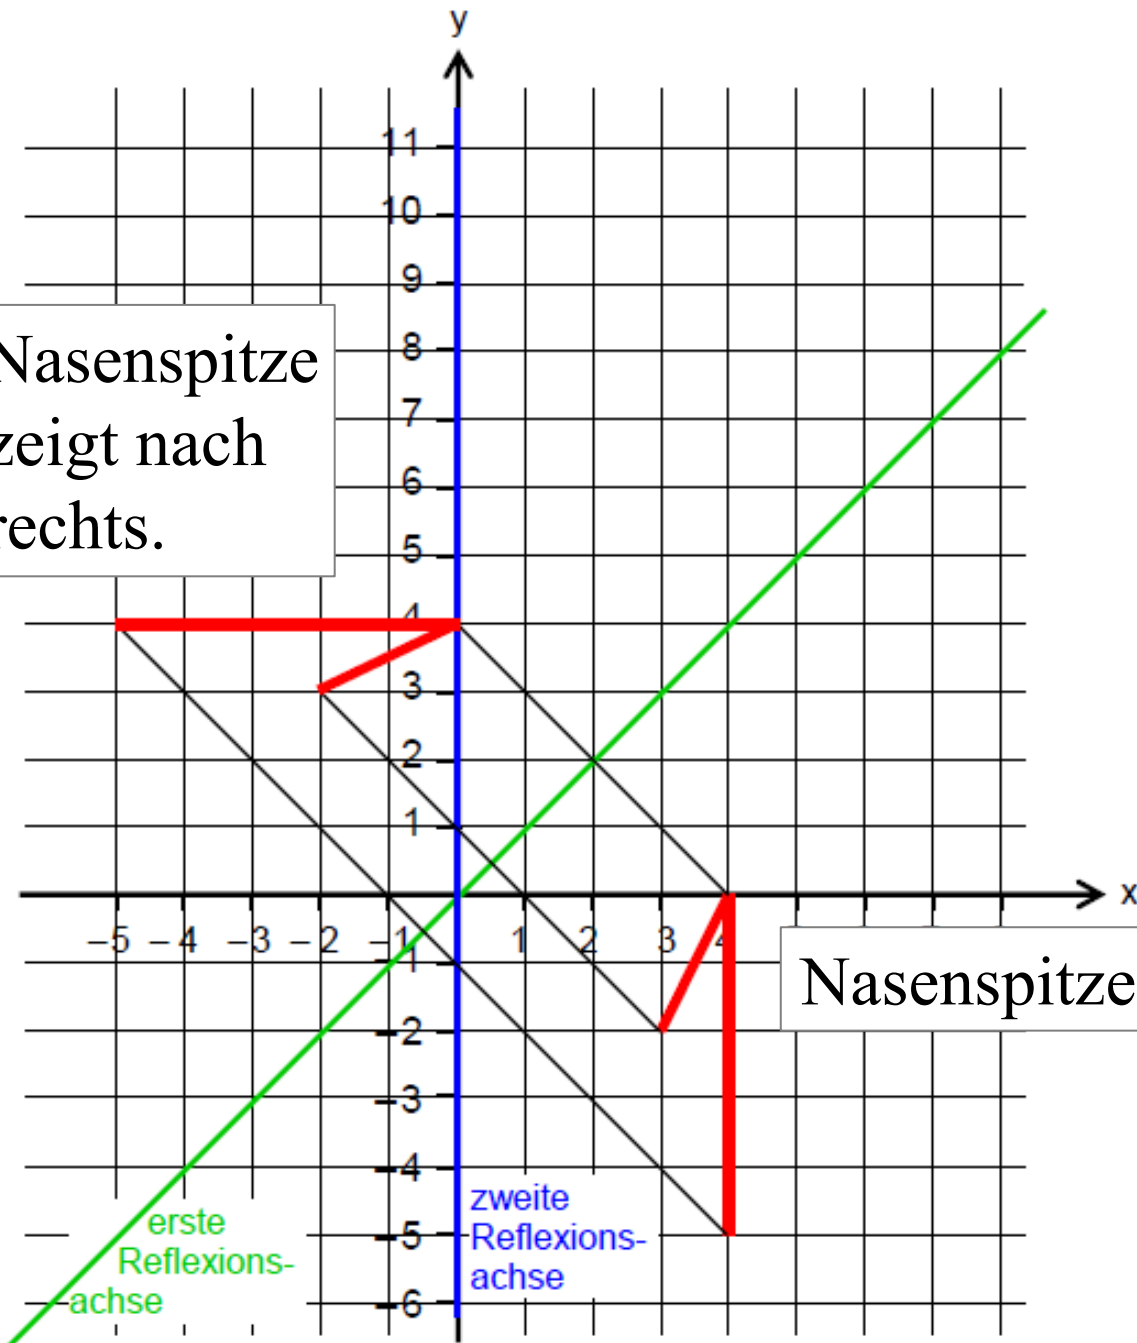 y
11
10
9
8
7
6
5
4
3
2
1
Nasenspitze
zeigt nach
rechts.
x
–5 –4 –3 –2 –1 1 2 3 4
Nasenspitze
–1
–2
–3
–4
–5
–6
erste
Reflexions-
achse
zweite
Reflexions-
achse